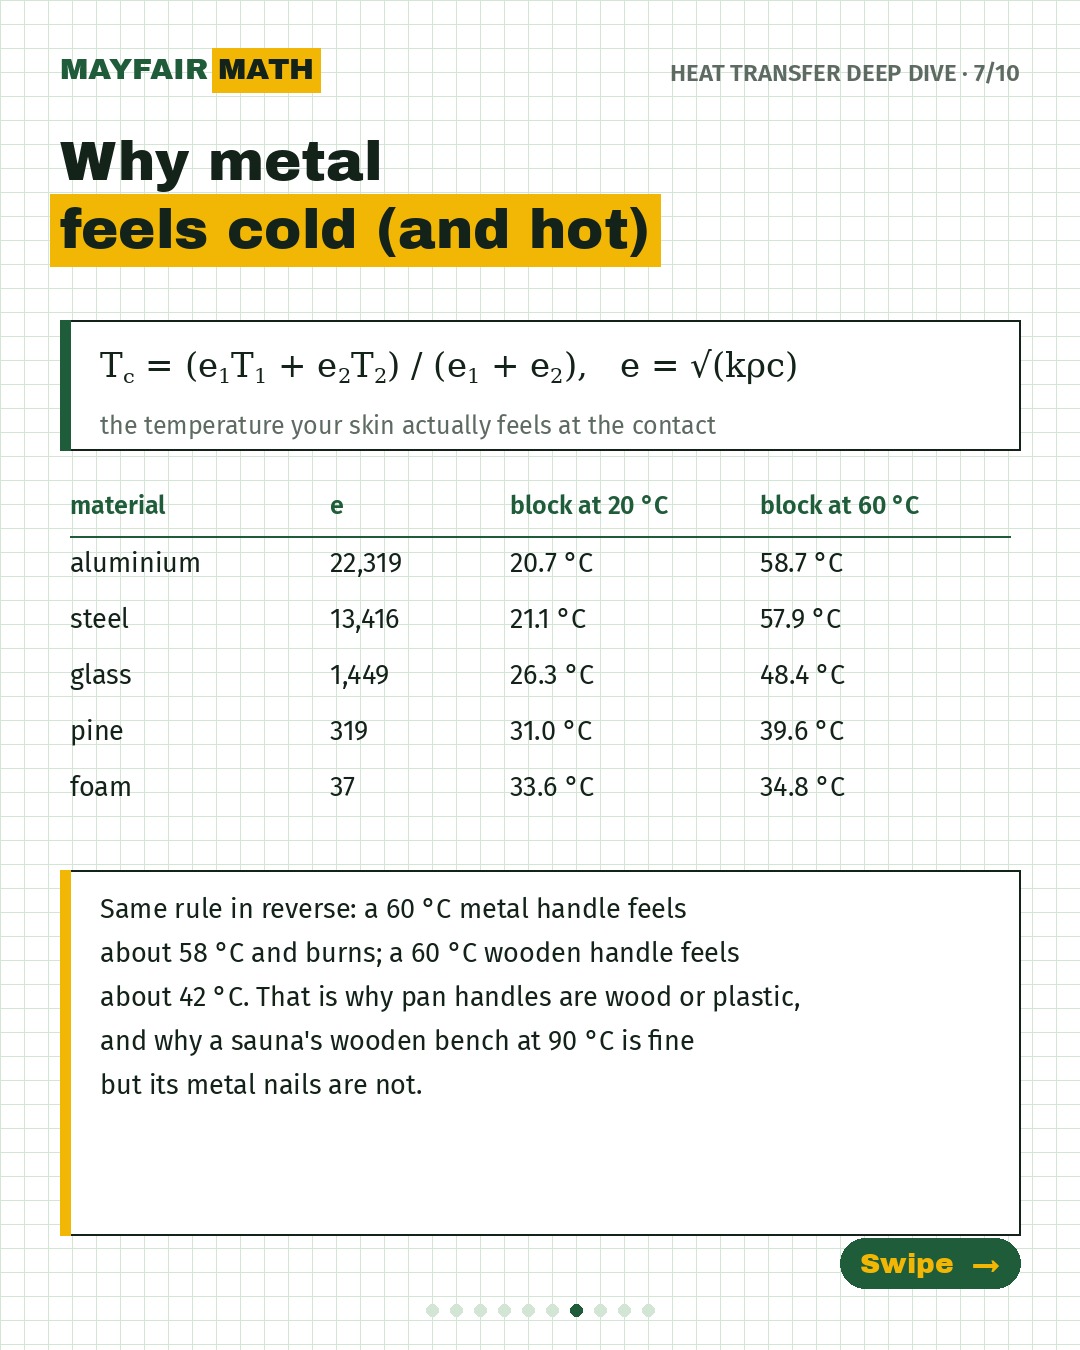 MAYFAIR MATH
HEAT TRANSFER DEEP DIVE · 7/10
Why metal
feels cold (and hot)
T₍c₎ = (e₁T₁ + e₂T₂) / (e₁ + e₂), e = √(kρc)
the temperature your skin actually feels at the contact
material e block at 20 °C block at 60 °C
aluminium 22,319 20.7 °C 58.7 °C
steel 13,416 21.1 °C 57.9 °C
glass 1,449 26.3 °C 48.4 °C
pine 319 31.0 °C 39.6 °C
foam 37 33.6 °C 34.8 °C
Same rule in reverse: a 60 °C metal handle feels
about 58 °C and burns; a 60 °C wooden handle feels
about 42 °C. That is why pan handles are wood or plastic,
and why a sauna's wooden bench at 90 °C is fine
but its metal nails are not.
Swipe →